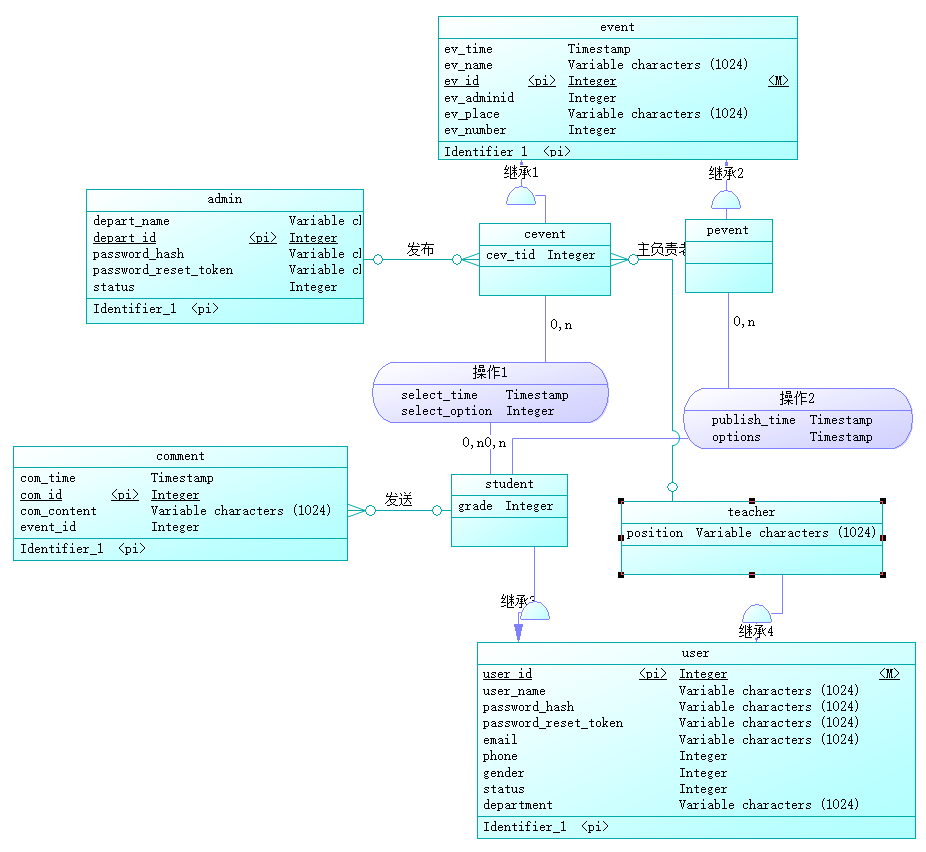 event
ev_time Timestamp
ev_name Variable characters (1024)
ev_id <pi> Integer <M>
ev_adminid Integer
ev_place Variable characters (1024)
ev_number Integer
Identifier_1 <pi>
继承1
继承2
admin
depart_name Variable cl
depart_id <pi> Integer
password_hash Variable cl
password_reset_token Variable cl
status Integer
Identifier_1 <pi>
发布
cevent
cev_tid Integer
主负责老
pevent
0,n
0,n
操作1
select_time Timestamp
select_option Integer
操作2
publish_time Timestamp
options Timestamp
0,n0,n
comment
com_time Timestamp
com_id <pi> Integer
com_content Variable characters (1024)
event_id Integer
Identifier_1 <pi>
发送
student
grade Integer
teacher
position Variable characters (1024)
继承3
继承4
user
user_id <pi> Integer <M>
user_name Variable characters (1024)
password_hash Variable characters (1024)
password_reset_token Variable characters (1024)
email Variable characters (1024)
phone Integer
gender Integer
status Integer
department Variable characters (1024)
Identifier_1 <pi>